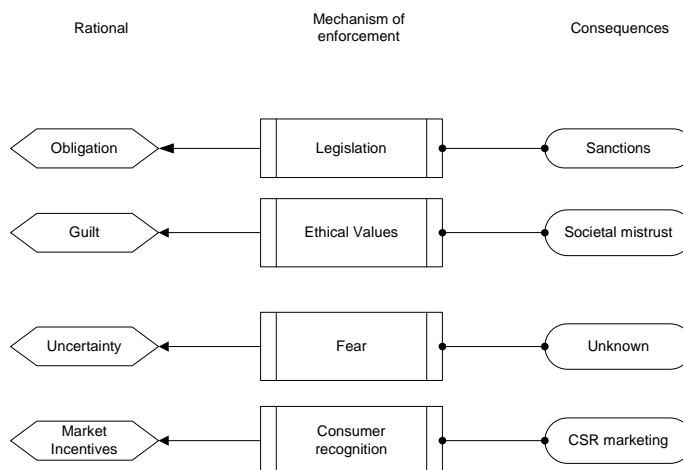 Rational
Mechanism of
enforcement
Consequences
Obligation
Legislation
Sanctions
Guilt
Ethical Values
Societal mistrust
Uncertainty
Fear
Unknown
Market
Incentives
Consumer
recognition
CSR marketing